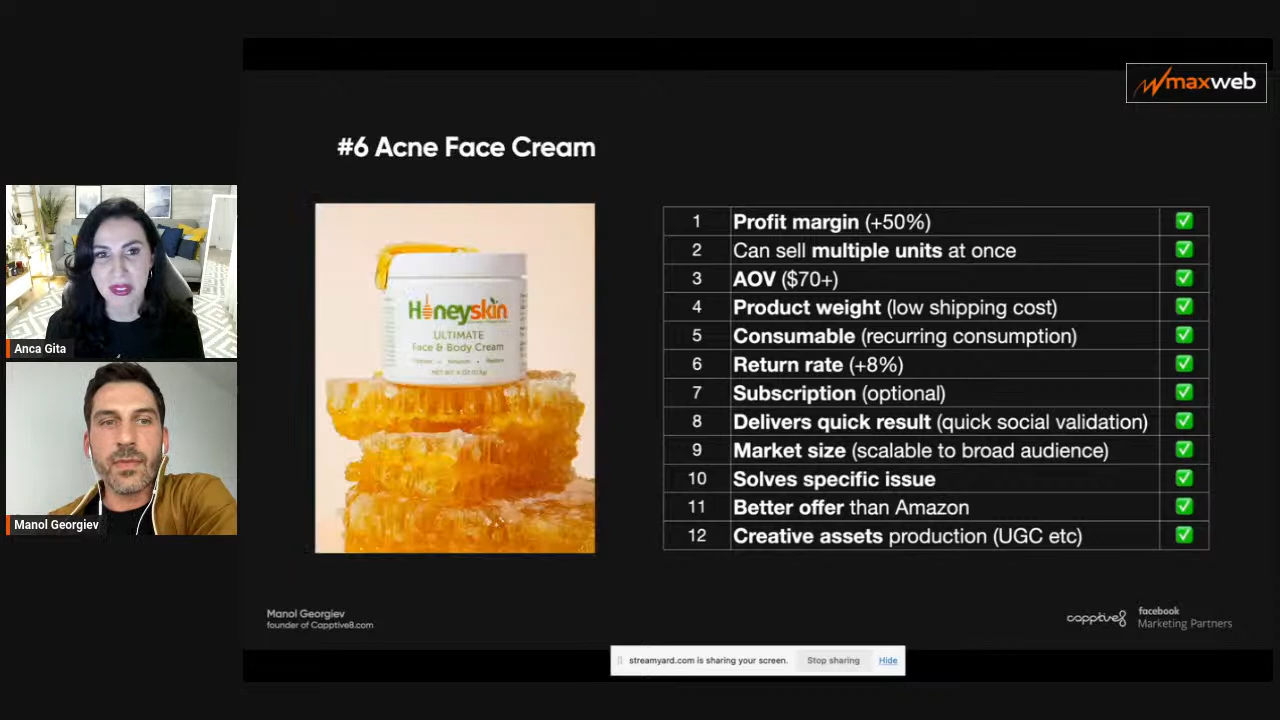 maxweb
#6 Acne Face Cream
Honeyskin
ULTIMATE
Face & Body Cream
1 Profit margin (+50%) ✅
2 Can sell multiple units at once ✅
3 AOV ($70+) ✅
4 Product weight (low shipping cost) ✅
5 Consumable (recurring consumption) ✅
6 Return rate (+8%) ✅
7 Subscription (optional) ✅
8 Delivers quick result (quick social validation) ✅
9 Market size (scalable to broad audience) ✅
10 Solves specific issue ✅
11 Better offer than Amazon ✅
12 Creative assets production (UGC etc) ✅
Anca Gita
Manol Georgiev
Manol Georgiev
founder of Capptive8.com
capptive8
facebook
Marketing Partners
streamyard.com is sharing your screen. Stop sharing Hide